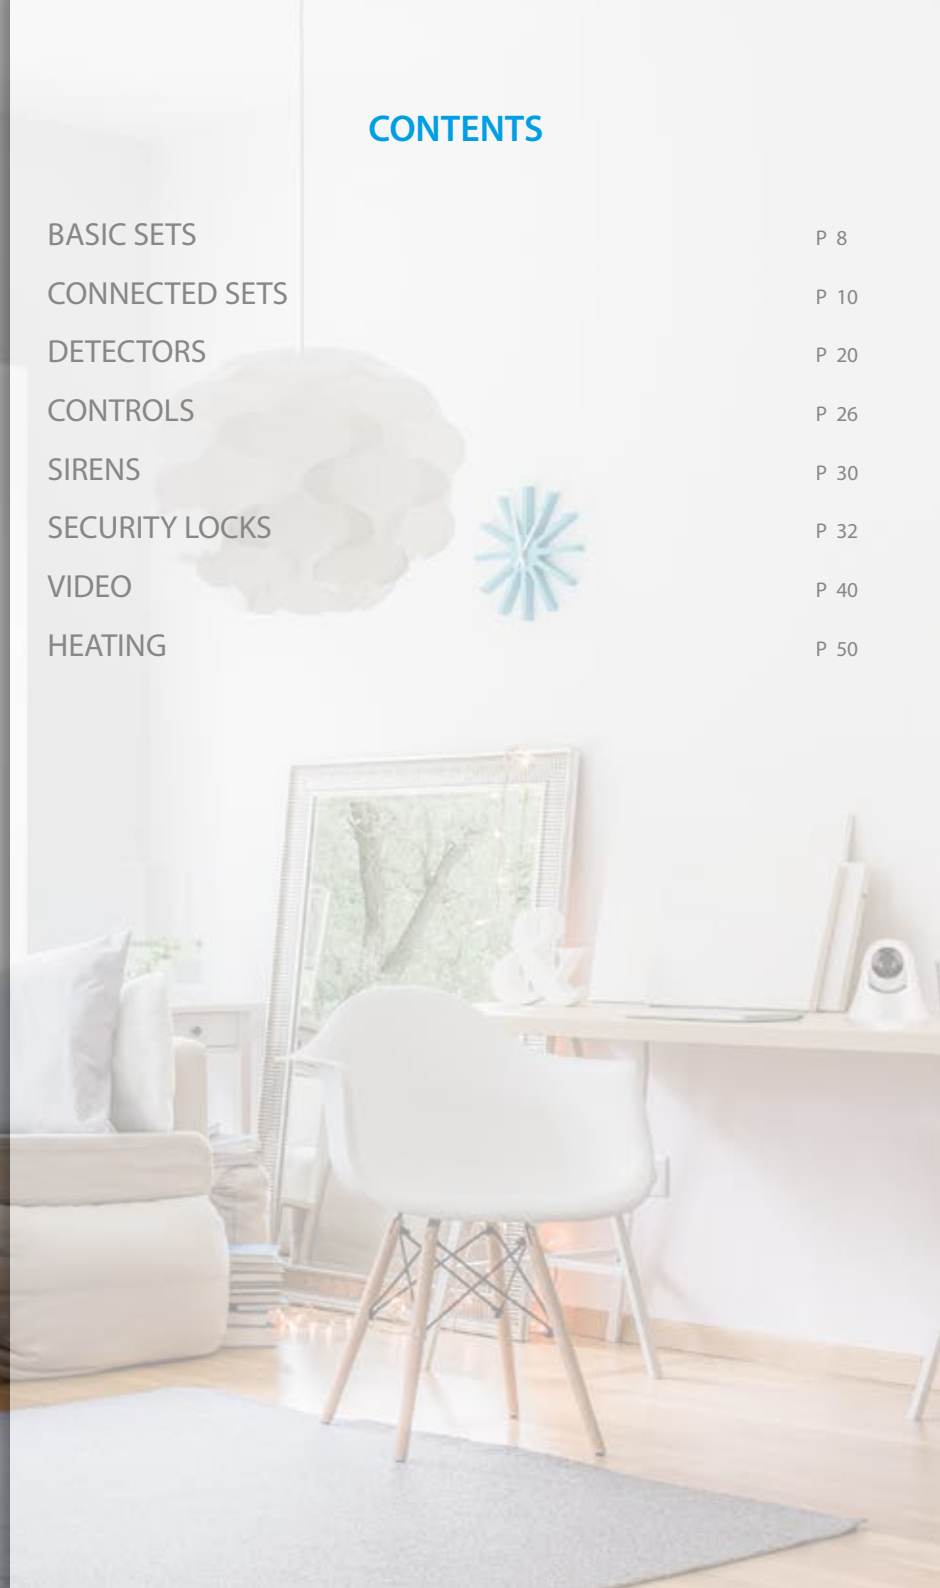 CONTENTS
BASIC SETS P 8
CONNECTED SETS P 10
DETECTORS P 20
CONTROLS P 26
SIRENS P 30
SECURITY LOCKS P 32
VIDEO P 40
HEATING P 50